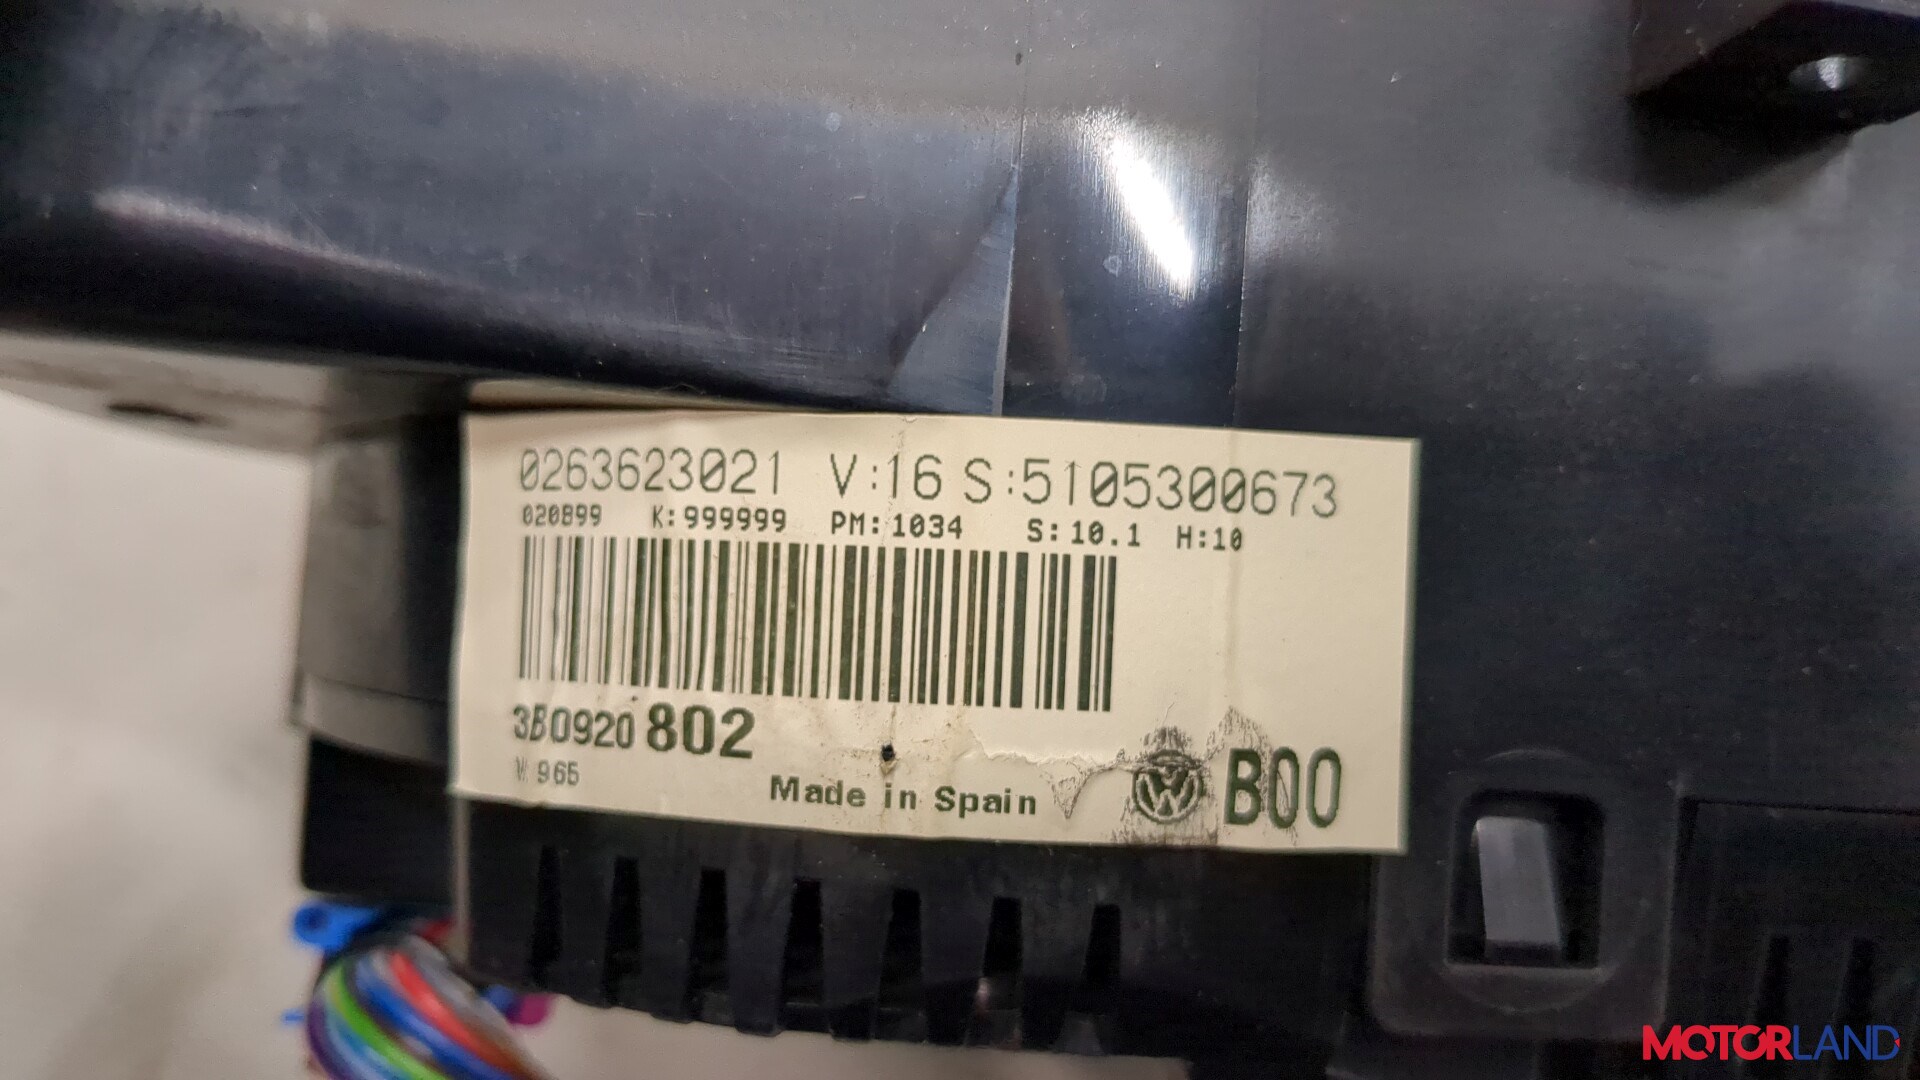 0263623021 V:16 S:5105300673
020899 K:999999 PM:1034 S:10.1 H:10
3B0920 802
W 965
Made in Spain
B00
MOTORLAND